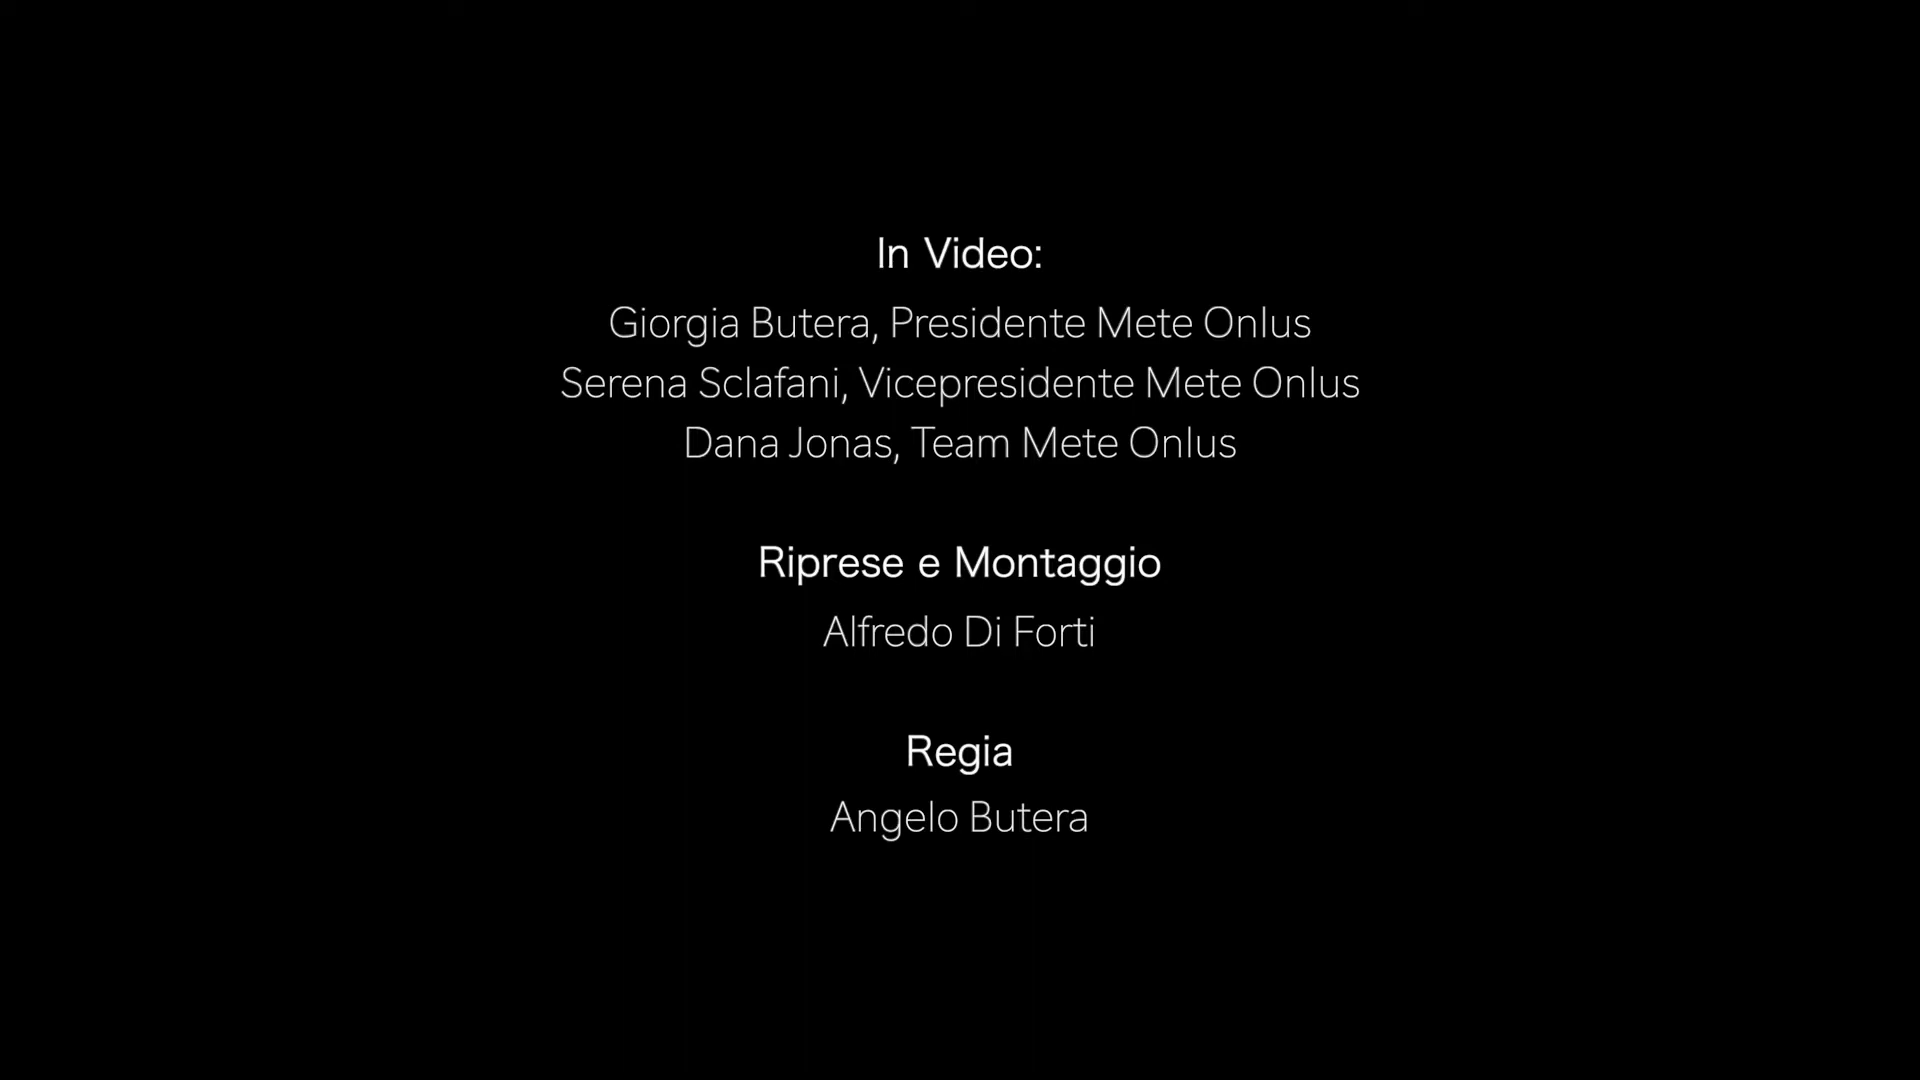 In Video:
Giorgia Butera, Presidente Mete Onlus
Serena Sclafani, Vicepresidente Mete Onlus
Dana Jonas, Team Mete Onlus
Riprese e Montaggio
Alfredo Di Forti
Regia
Angelo Butera